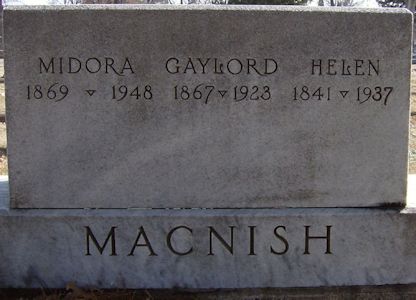 MIDORA GAYLORD HELEN
1869 ▿ 1948 1867 ▿ 1923 1841 ▿ 1937
MACNISH